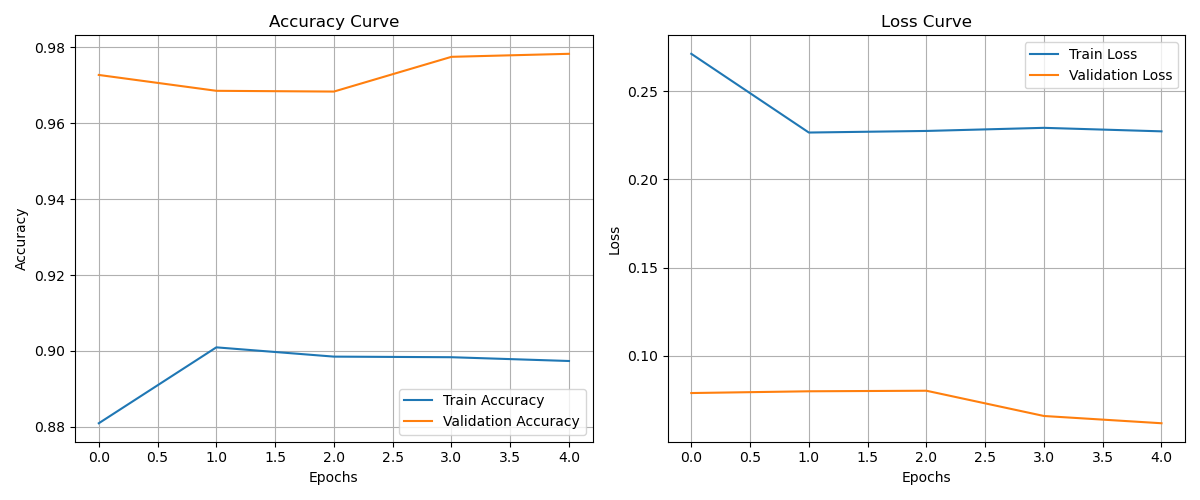 Accuracy Curve
0.98
0.96
0.94
0.92
0.90
0.88
Accuracy
Train Accuracy
Validation Accuracy
0.0 0.5 1.0 1.5 2.0 2.5 3.0 3.5 4.0
Epochs
Loss Curve
Train Loss
Validation Loss
0.25
0.20
0.15
0.10
Loss
0.0 0.5 1.0 1.5 2.0 2.5 3.0 3.5 4.0
Epochs